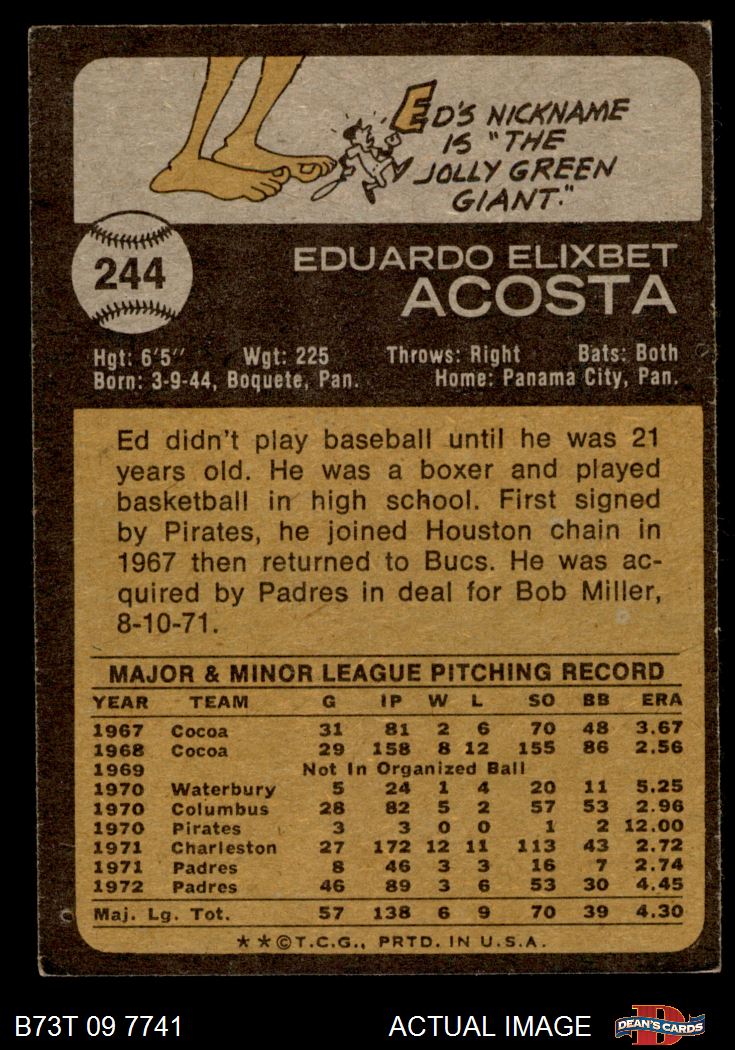 ED'S NICKNAME
IS "THE
JOLLY GREEN
GIANT."
244
EDUARDO ELIXBET
ACOSTA
Hgt: 6'5" Wgt: 225 Throws: Right Bats: Both
Born: 3-9-44, Boquete, Pan. Home: Panama City, Pan.
Ed didn't play baseball until he was 21
years old. He was a boxer and played
basketball in high school. First signed
by Pirates, he joined Houston chain in
1967 then returned to Bucs. He was ac-
quired by Padres in deal for Bob Miller,
8-10-71.
MAJOR & MINOR LEAGUE PITCHING RECORD
YEAR TEAM G IP W L SO BB ERA
1967 Cocoa 31 81 2 6 70 48 3.67
1968 Cocoa 29 158 8 12 155 86 2.56
1969 Not In Organized Ball
1970 Waterbury 5 24 1 4 20 11 5.25
1970 Columbus 28 82 5 2 57 53 2.96
1970 Pirates 3 3 0 0 1 2 12.00
1971 Charleston 27 172 12 11 113 43 2.72
1971 Padres 8 46 3 3 16 7 2.74
1972 Padres 46 89 3 6 53 30 4.45
Maj. Lg. Tot. 57 138 6 9 70 39 4.30
★ ★ © T.C.G., PRTD. IN U.S.A.
B73T 09 7741 ACTUAL IMAGE DEAN'S CARDS